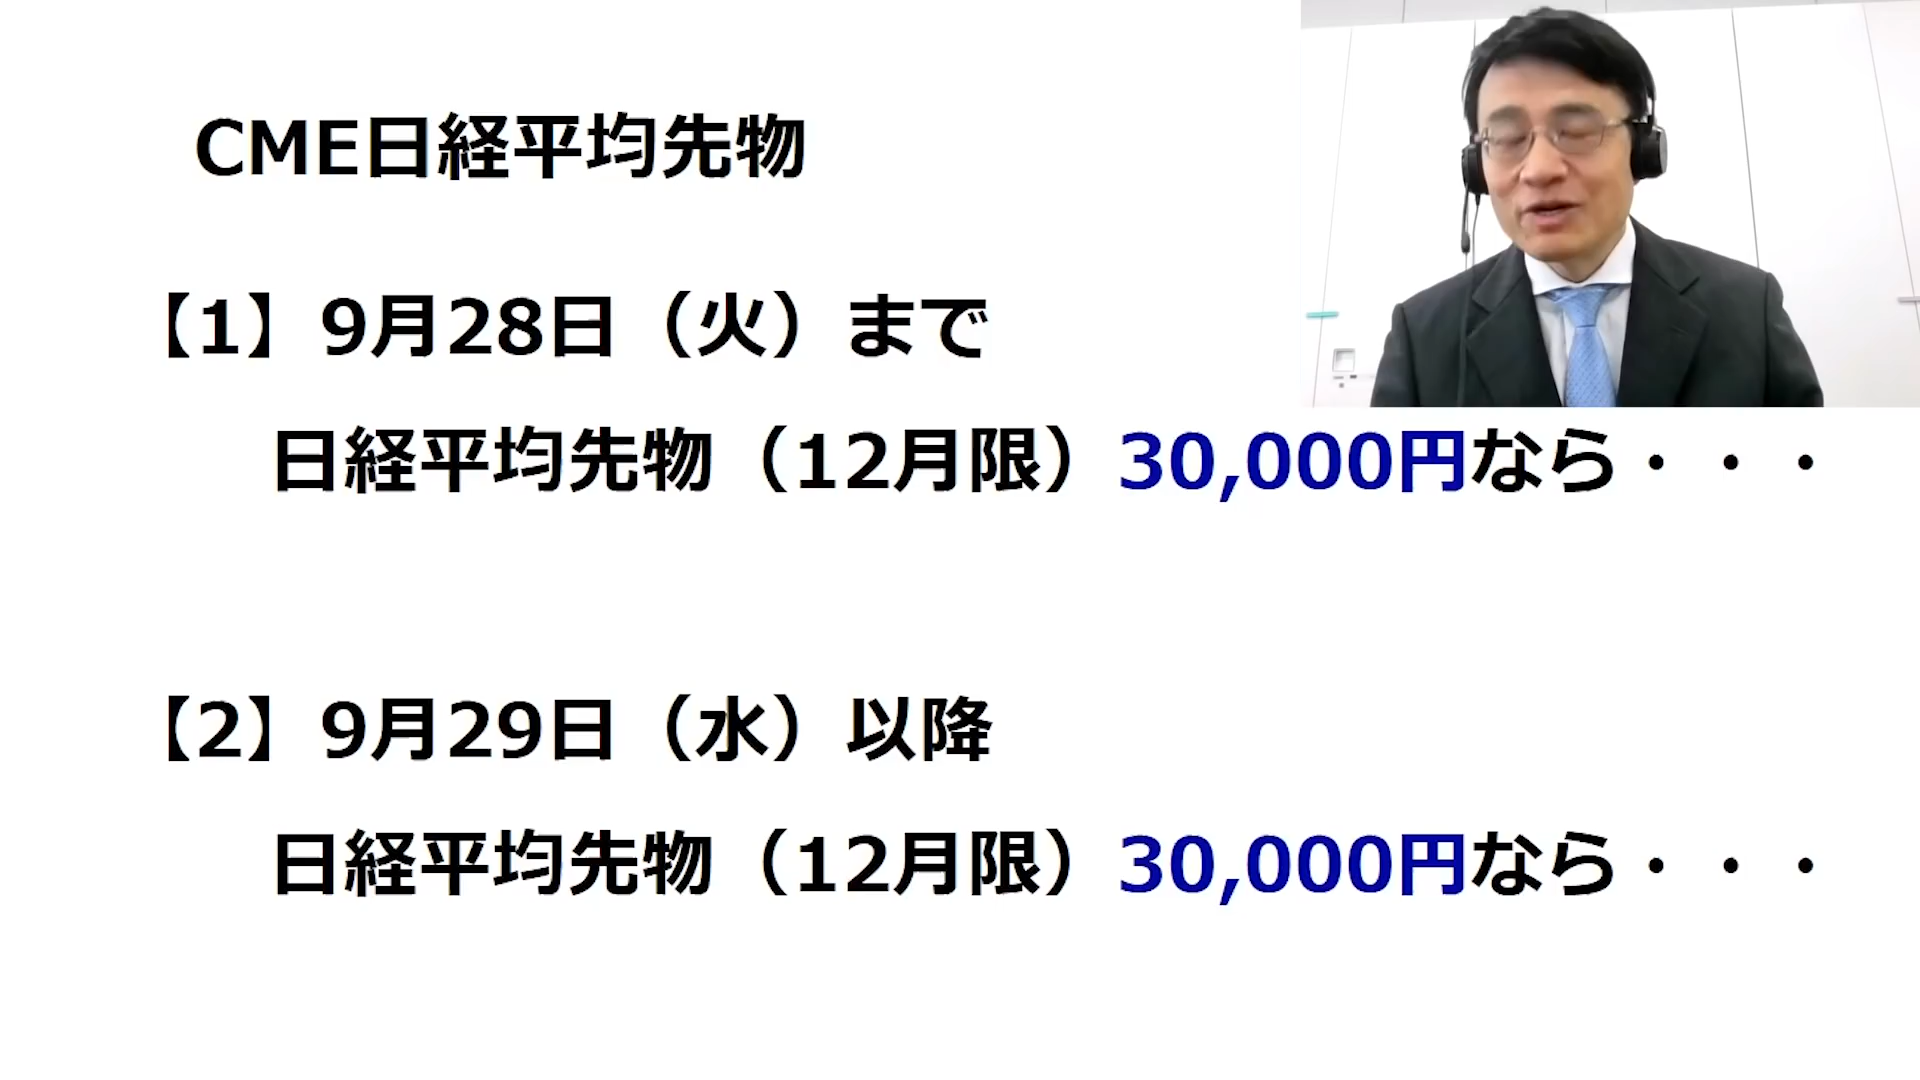 CME日経平均先物
【1】9月28日（火）まで
日経平均先物（12月限）30,000円なら・・・
【2】9月29日（水）以降
日経平均先物（12月限）30,000円なら・・・